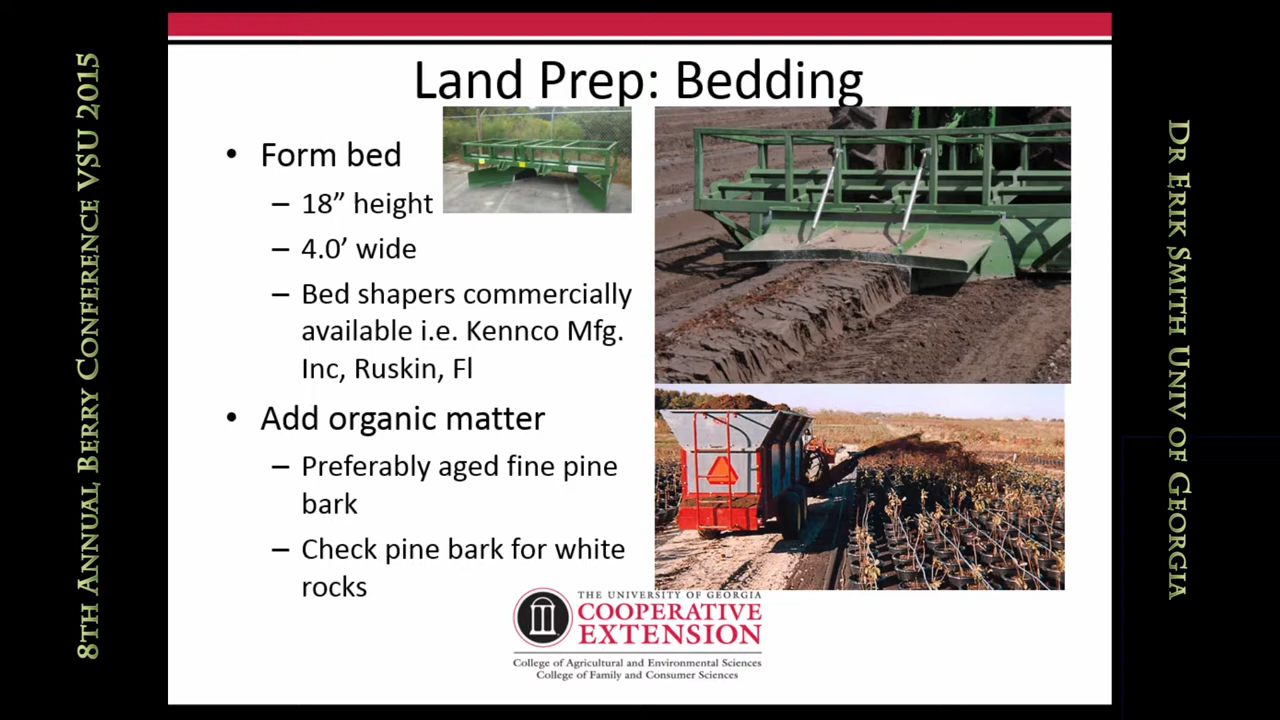 8th Annual Berry Conference VSU 2015
Land Prep: Bedding
• Form bed
– 18” height
– 4.0’ wide
– Bed shapers commercially
available i.e. Kennco Mfg.
Inc, Ruskin, Fl
• Add organic matter
– Preferably aged fine pine
bark
– Check pine bark for white
rocks
THE UNIVERSITY OF GEORGIA
COOPERATIVE
EXTENSION
College of Agricultural and Environmental Sciences
College of Family and Consumer Sciences
Dr Erik Smith Univ of Georgia